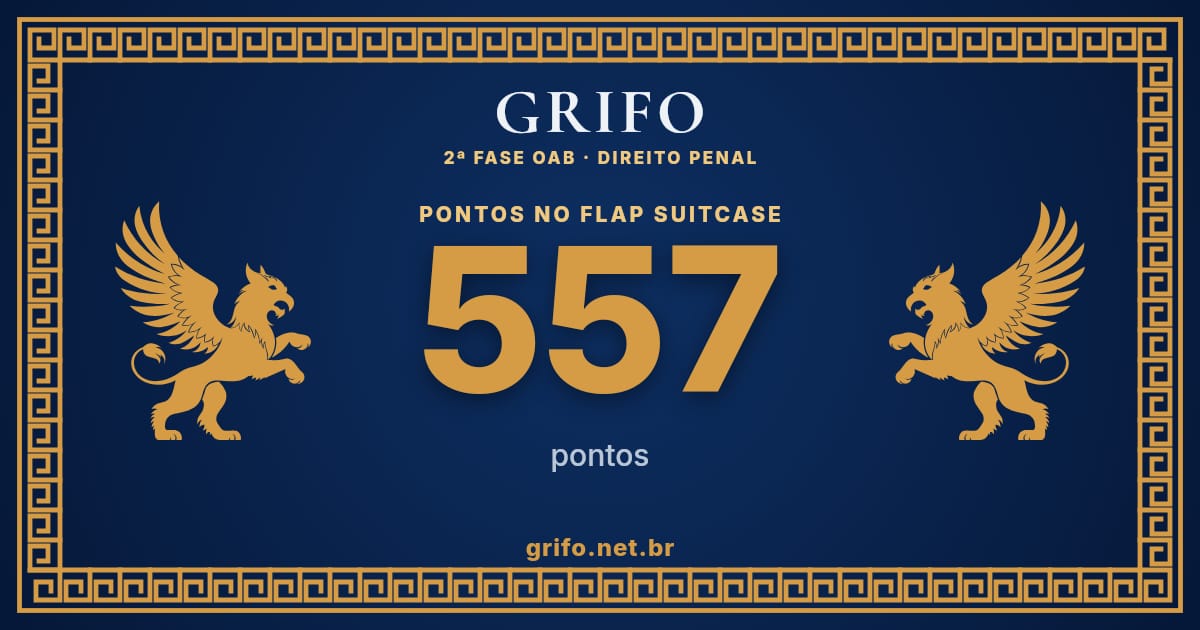 GRIFO
2ª FASE OAB · DIREITO PENAL
PONTOS NO FLAP SUITCASE
557
pontos
grifo.net.br